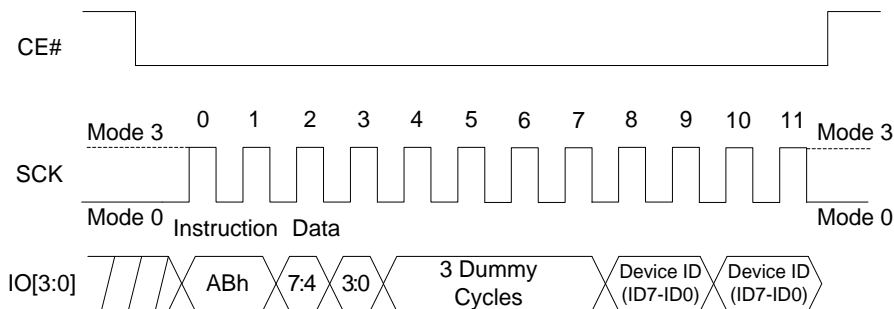 CE#
0 1 2 3 4 5 6 7 8 9 10 11
Mode 3 Mode 3
SCK
Mode 0 Mode 0
Instruction Data
IO[3:0] ABh 7:4 3:0 3 Dummy Device ID Device ID
Cycles (ID7-ID0) (ID7-ID0)